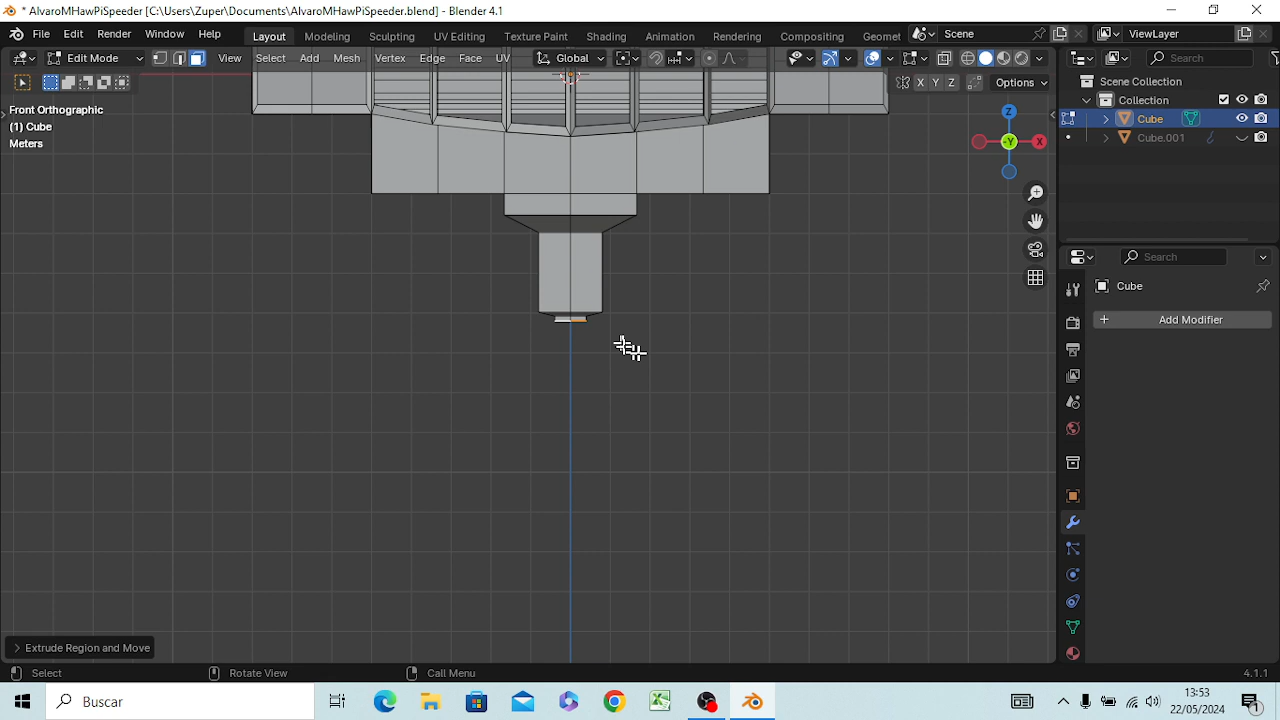 * AlvaroMHawPiSpeeder [C:\Users\Zuper\Documents\AlvaroMHawPiSpeeder.blend] - Blender 4.1
File Edit Render Window Help
Layout Modeling Sculpting UV Editing Texture Paint Shading Animation Rendering Compositing Geomet
Scene ViewLayer
Edit Mode View Select Add Mesh Vertex Edge Face UV Global
Search
X Y Z Options
Front Orthographic
(1) Cube
Meters
Z
X
-Y
Scene Collection
Collection
Cube
Cube.001
Search
Cube
Add Modifier
Extrude Region and Move
Select Rotate View Call Menu 4.1.1
Buscar
13:53
22/05/2024
1